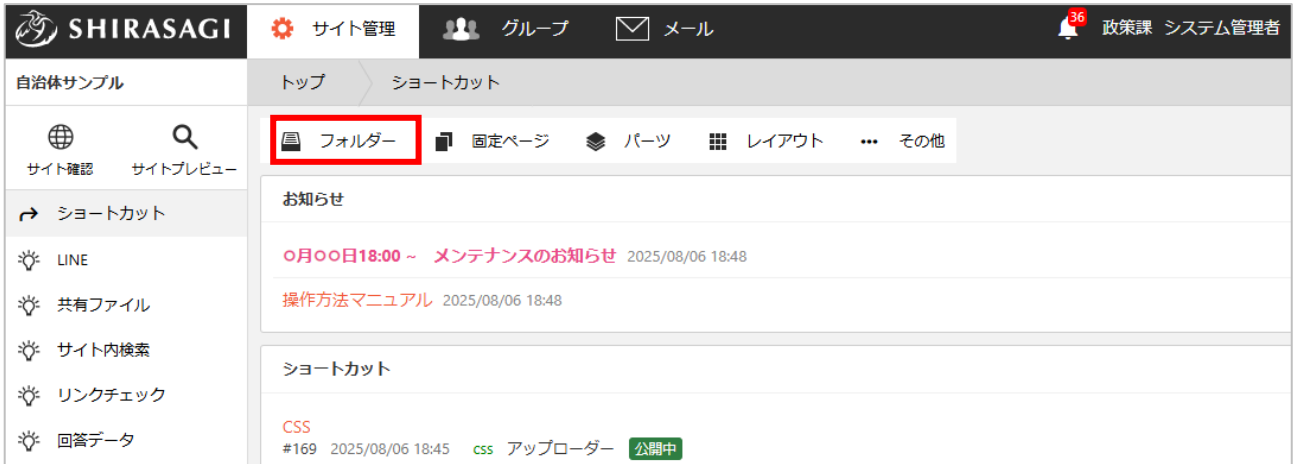 SHIRASAGI サイト管理 グループ メール 36 政策課 システム管理者
自治体サンプル トップ ショートカット
サイト確認 サイトプレビュー フォルダー 固定ページ パーツ レイアウト ••• その他
ショートカット
LINE
共有ファイル
サイト内検索
リンクチェック
回答データ
お知らせ
○月○○日18:00 ~ メンテナンスのお知らせ 2025/08/06 18:48
操作方法マニュアル 2025/08/06 18:48
ショートカット
CSS
#169 2025/08/06 18:45 css アップローダー 公開中